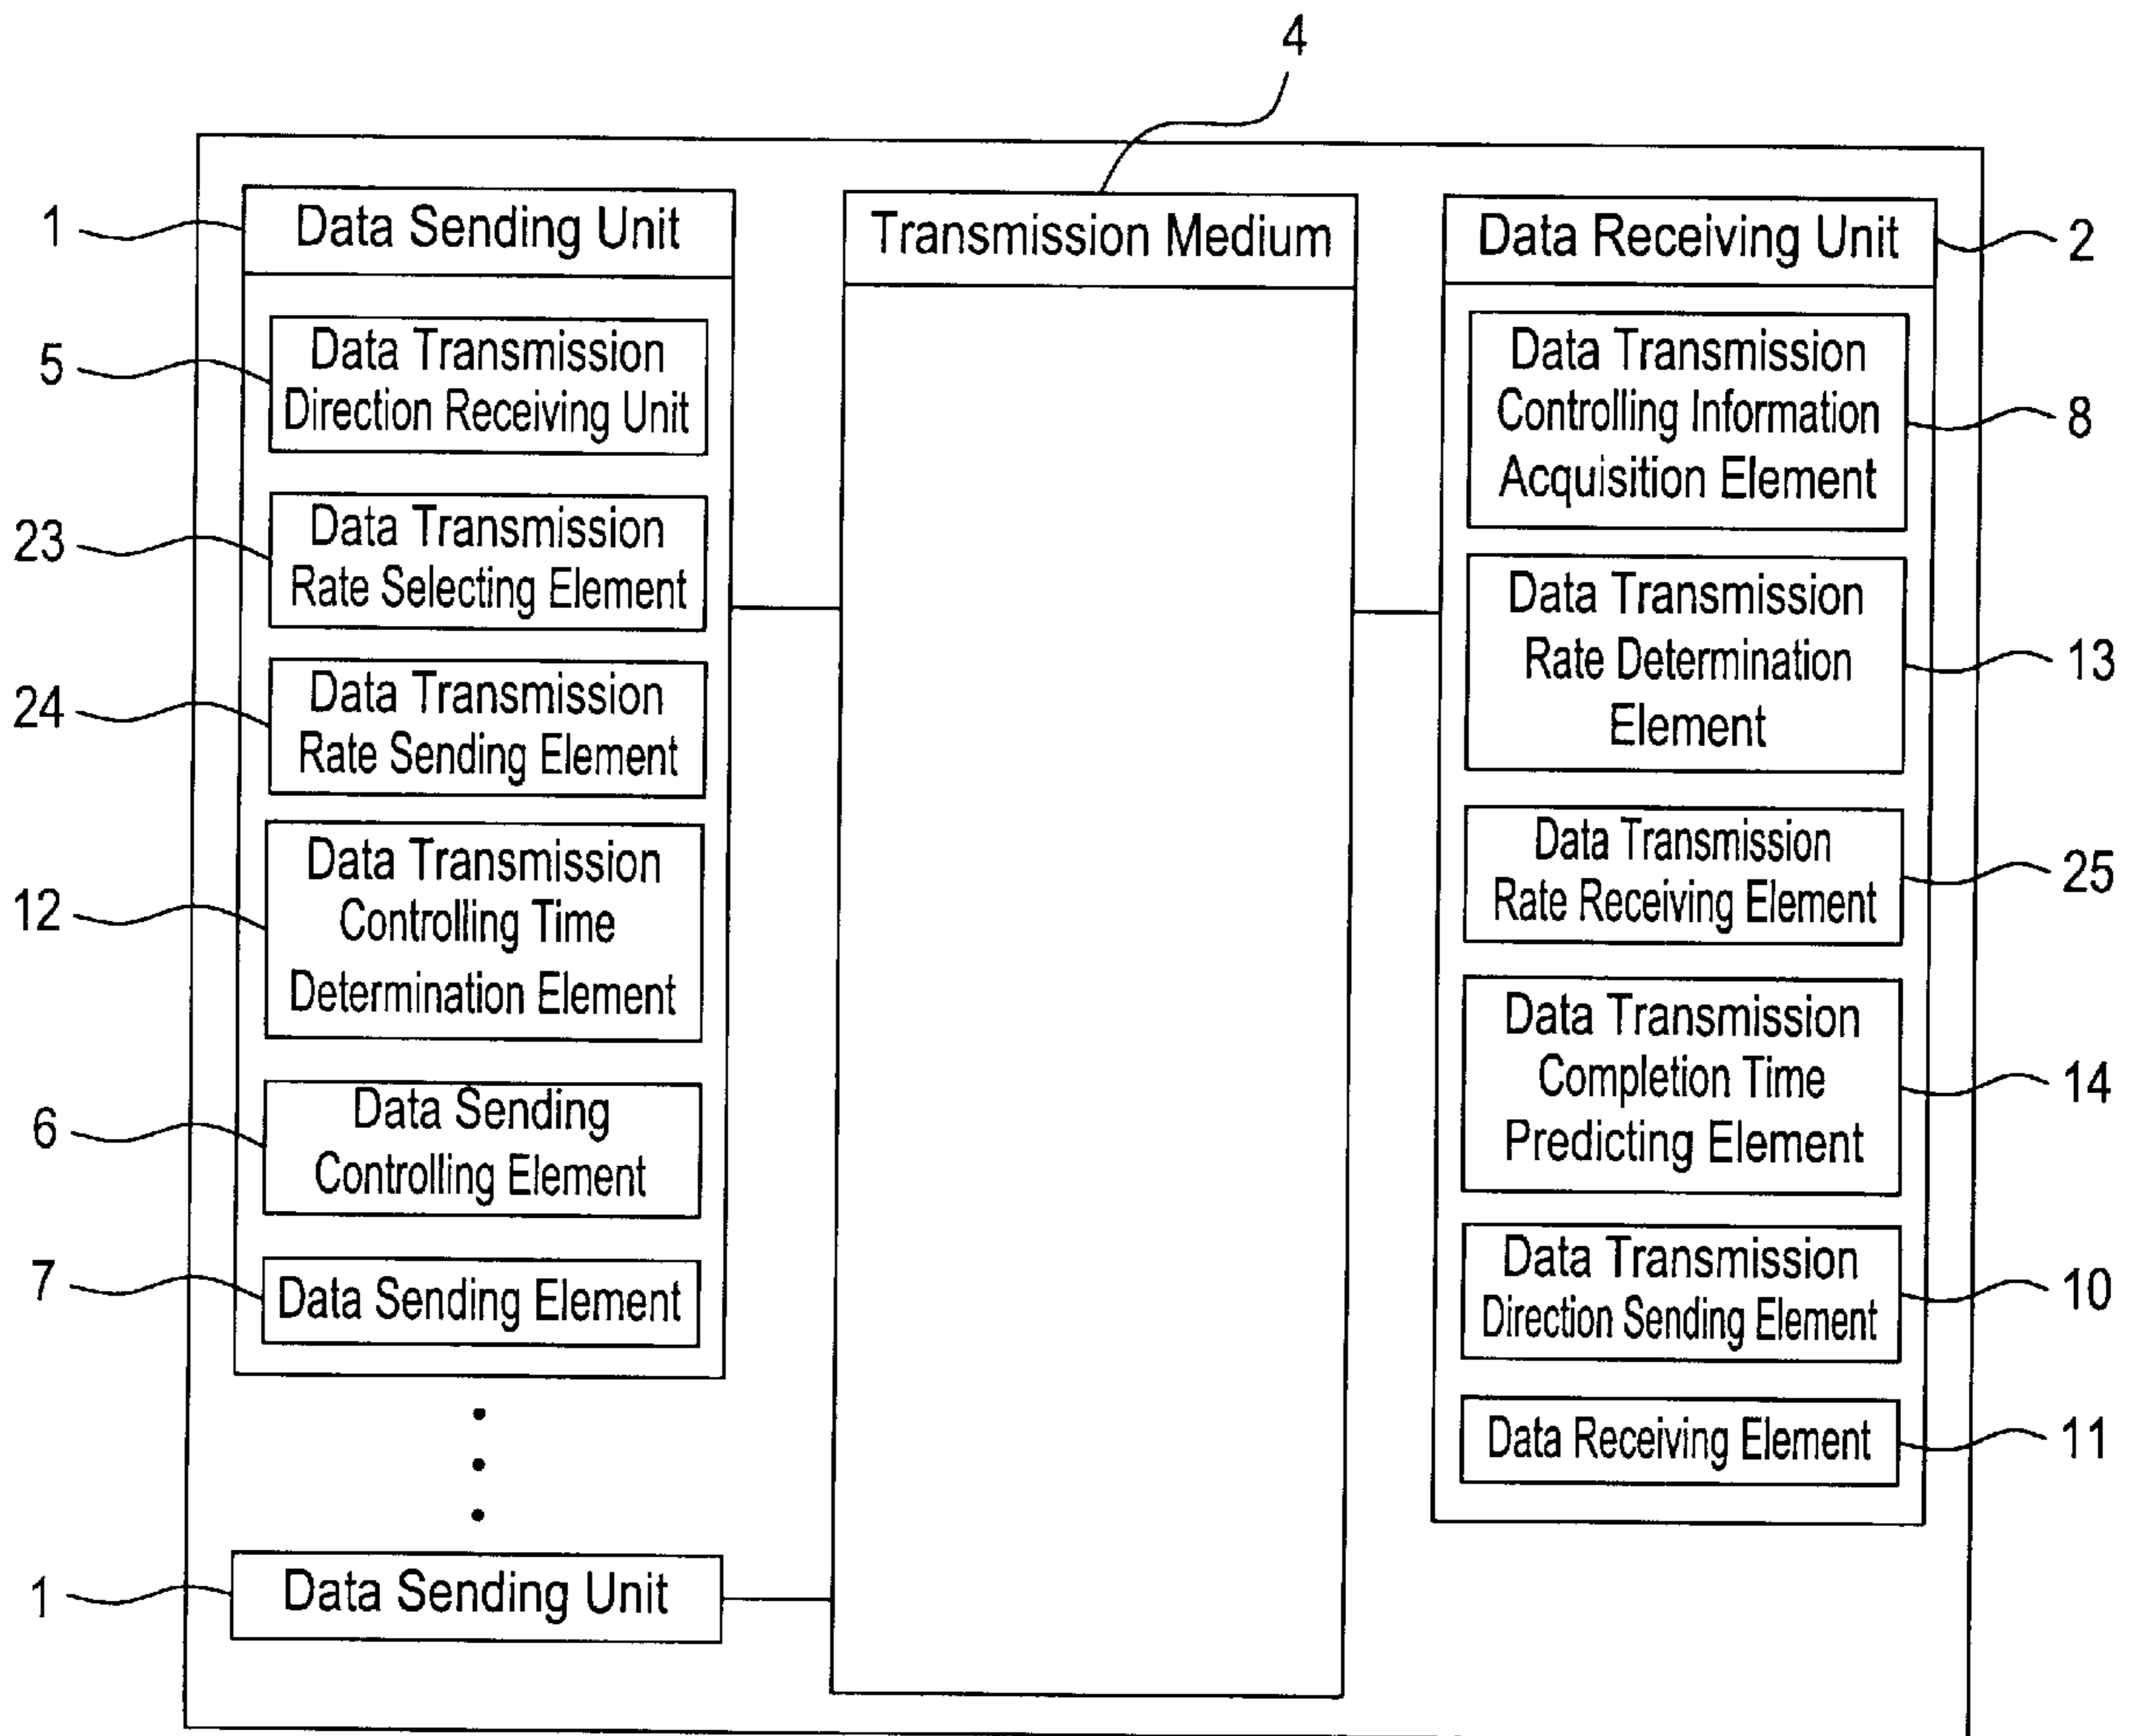 4
1
Data Sending Unit
5
Data Transmission
Direction Receiving Unit
23
Data Transmission
Rate Selecting Element
24
Data Transmission
Rate Sending Element
12
Data Transmission
Controlling Time
Determination Element
6
Data Sending
Controlling Element
7
Data Sending Element
1
Data Sending Unit
Transmission Medium
Data Receiving Unit
2
Data Transmission
Controlling Information
Acquisition Element
8
Data Transmission
Rate Determination
Element
13
Data Transmission
Rate Receiving Element
25
Data Transmission
Completion Time
Predicting Element
14
Data Transmission
Direction Sending Element
10
Data Receiving Element
11